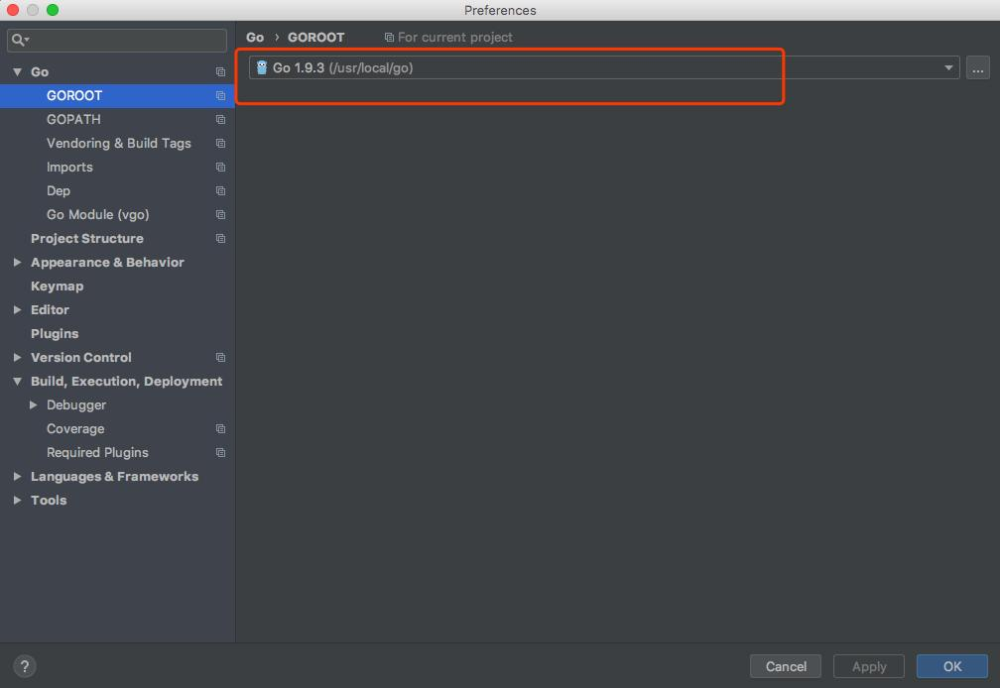 Preferences
Go › GOROOT For current project
Go 1.9.3 (/usr/local/go)
...
Go
GOROOT
GOPATH
Vendoring & Build Tags
Imports
Dep
Go Module (vgo)
Project Structure
Appearance & Behavior
Keymap
Editor
Plugins
Version Control
Build, Execution, Deployment
Debugger
Coverage
Required Plugins
Languages & Frameworks
Tools
? Cancel Apply OK